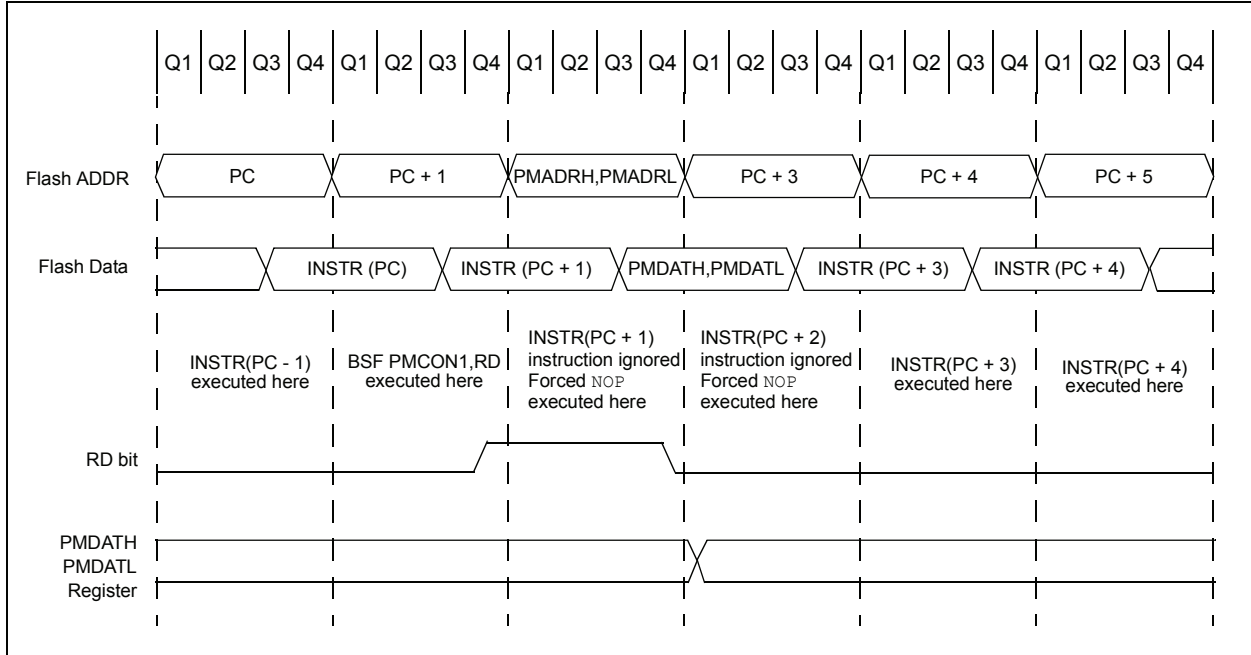 Q1 Q2 Q3 Q4 Q1 Q2 Q3 Q4 Q1 Q2 Q3 Q4 Q1 Q2 Q3 Q4 Q1 Q2 Q3 Q4 Q1 Q2 Q3 Q4
Flash ADDR PC PC + 1 PMADRH,PMADRL PC + 3 PC + 4 PC + 5
Flash Data INSTR (PC) INSTR (PC + 1) PMDATH,PMDATL INSTR (PC + 3) INSTR (PC + 4)
INSTR(PC - 1)
executed here
BSF PMCON1,RD
executed here
INSTR(PC + 1)
instruction ignored
Forced NOP
executed here
INSTR(PC + 2)
instruction ignored
Forced NOP
executed here
INSTR(PC + 3)
executed here
INSTR(PC + 4)
executed here
RD bit
PMDATH
PMDATL
Register